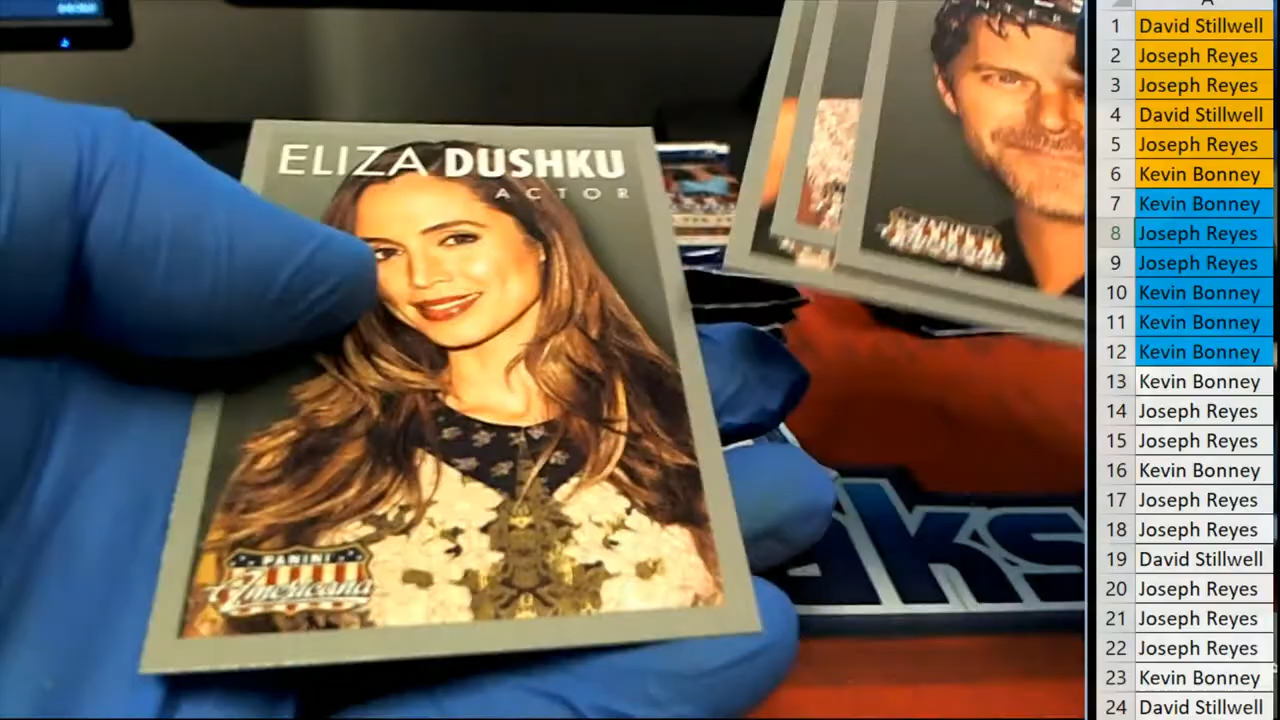 ELIZA DUSHKU
ACTOR
PANINI
Americana
aks
A
1 David Stillwell
2 Joseph Reyes
3 Joseph Reyes
4 David Stillwell
5 Joseph Reyes
6 Kevin Bonney
7 Kevin Bonney
8 Joseph Reyes
9 Joseph Reyes
10 Kevin Bonney
11 Kevin Bonney
12 Kevin Bonney
13 Kevin Bonney
14 Joseph Reyes
15 Joseph Reyes
16 Kevin Bonney
17 Joseph Reyes
18 Joseph Reyes
19 David Stillwell
20 Joseph Reyes
21 Joseph Reyes
22 Joseph Reyes
23 Kevin Bonney
24 David Stillwell